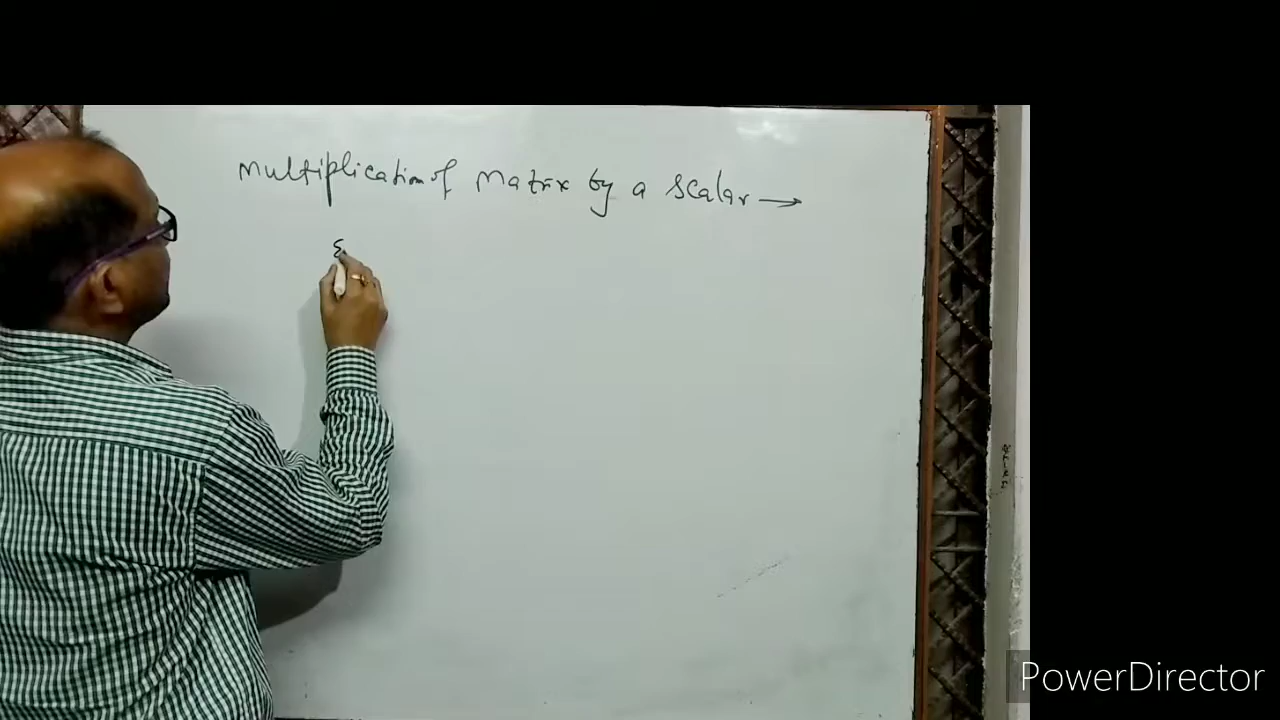 Multiplication of Matrix by a scalar →
PowerDirector